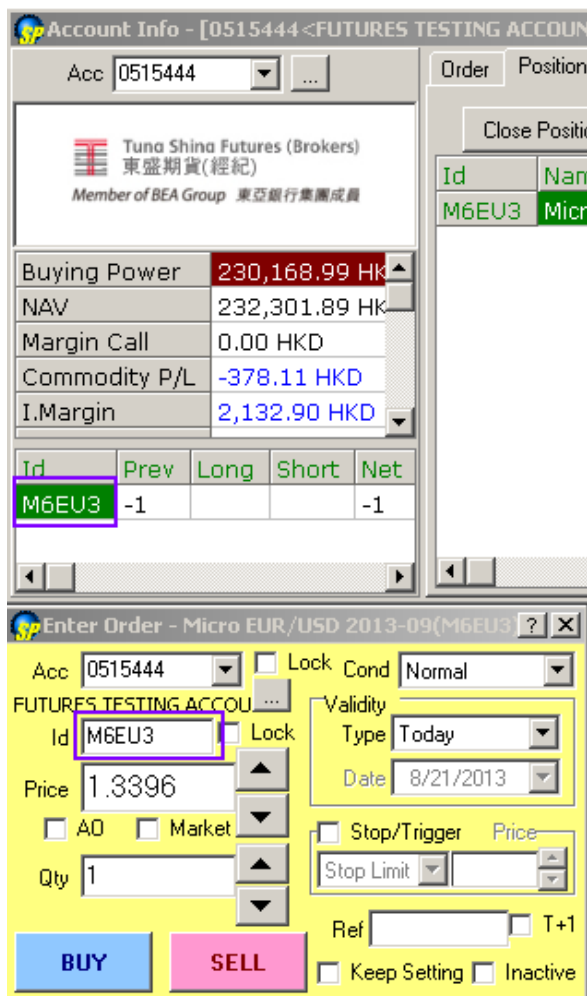 Account Info - [0515444<FUTURES TESTING ACCOUN
Acc 0515444 ...
Order Position
Tung Shing Futures (Brokers)
東盛期貨(經紀)
Member of BEA Group 東亞銀行集團成員
Close Positi
Id Nam
M6EU3 Micr
Buying Power 230,168.99 HK
NAV 232,301.89 HK
Margin Call 0.00 HKD
Commodity P/L -378.11 HKD
I.Margin 2,132.90 HKD
Id Prev Long Short Net
M6EU3 -1 -1
Enter Order - Micro EUR/USD 2013-09(M6EU3) ? X
Acc 0515444 Lock Cond Normal
FUTURES TESTING ACCOU ...
Validity
Id M6EU3 Lock Type Today
Price 1.3396 Date 8/21/2013
AO Market Stop/Trigger Price
Qty 1 Stop Limit
Ref T+1
BUY SELL Keep Setting Inactive